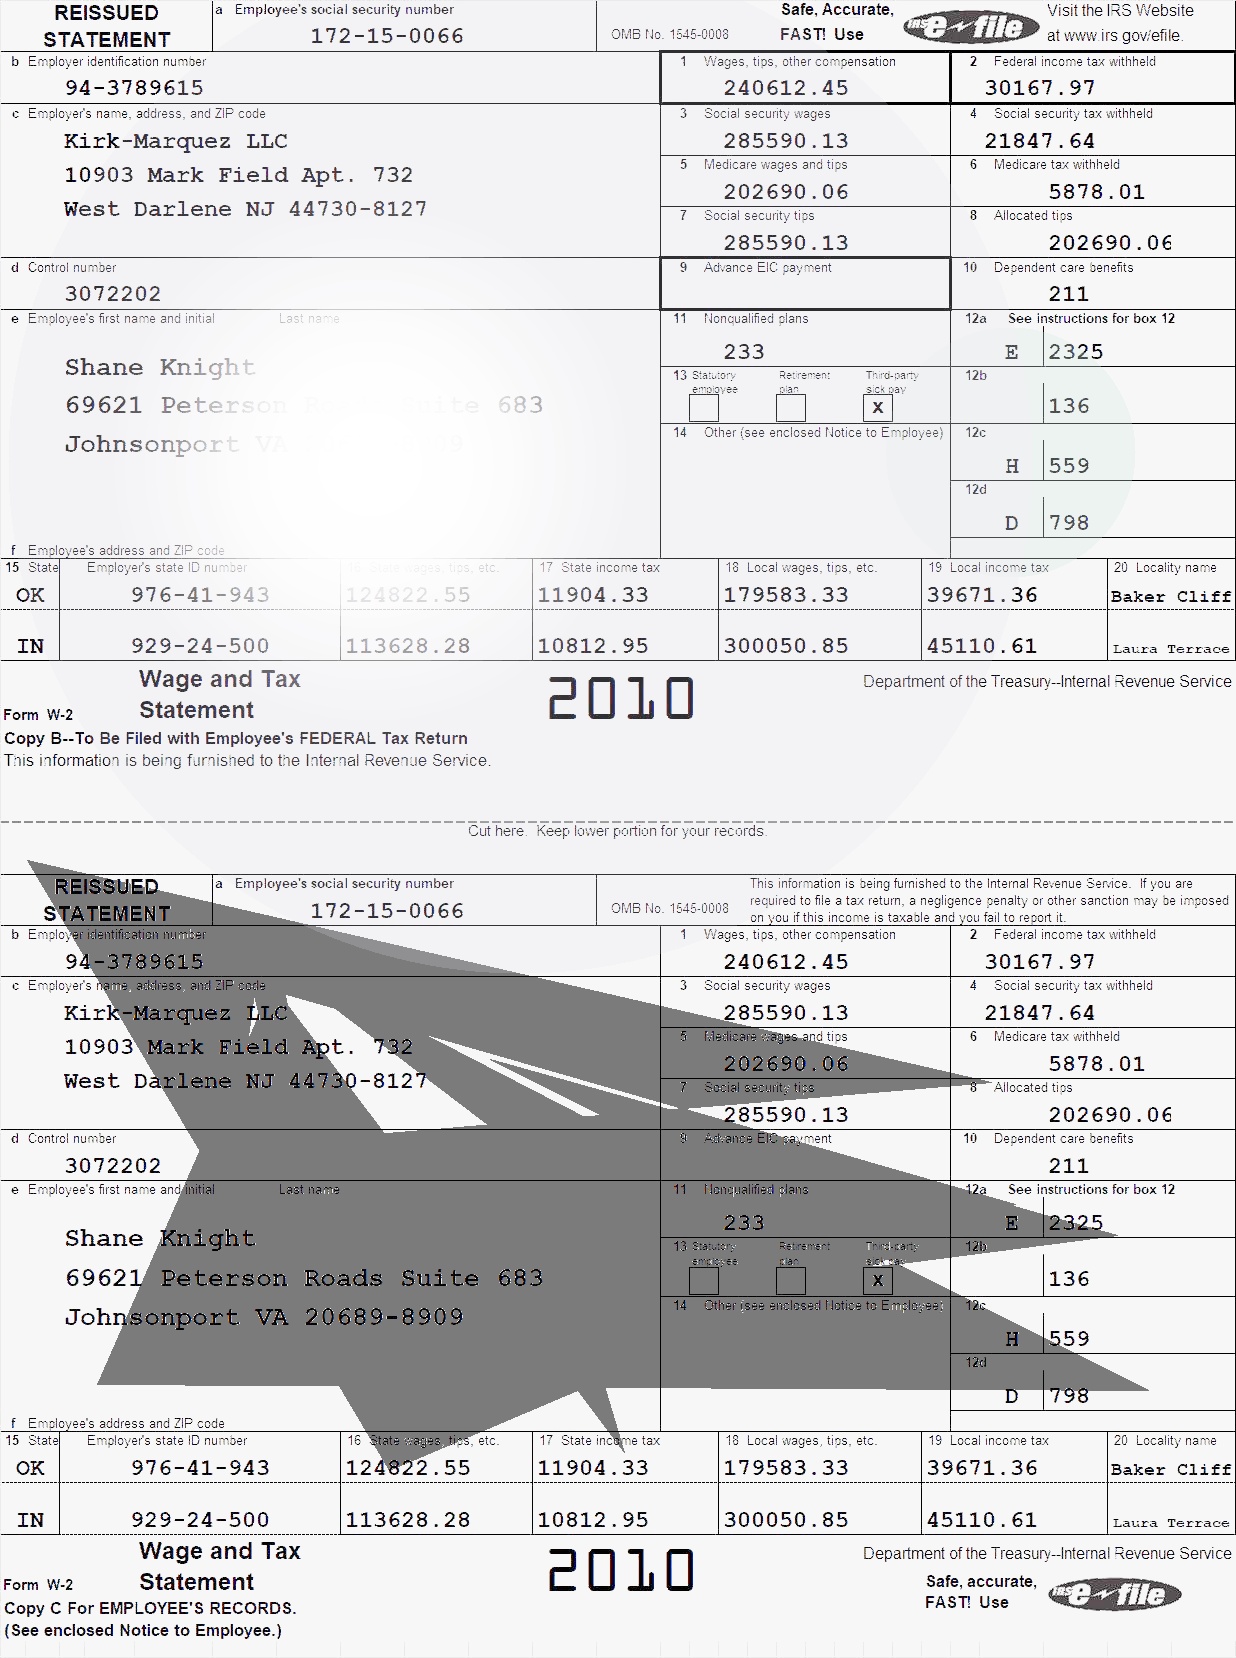 REISSUED STATEMENT
a Employee's social security number
172-15-0066
OMB No. 1545-0008
Safe, Accurate, FAST! Use
IRS e-file
Visit the IRS Website at www.irs.gov/efile.
b Employer identification number
94-3789615
1 Wages, tips, other compensation
240612.45
2 Federal income tax withheld
30167.97
c Employer's name, address, and ZIP code
Kirk-Marquez LLC
10903 Mark Field Apt. 732
West Darlene NJ 44730-8127
3 Social security wages
285590.13
4 Social security tax withheld
21847.64
5 Medicare wages and tips
202690.06
6 Medicare tax withheld
5878.01
7 Social security tips
285590.13
8 Allocated tips
202690.06
d Control number
3072202
9 Advance EIC payment
10 Dependent care benefits
211
e Employee's first name and initial Last name
Shane Knight
69621 Peterson Suite 683
Johnsonport VA
11 Nonqualified plans
233
12a See instructions for box 12
E 2325
13 Statutory employee Retirement plan Third-party sick pay
X
12b
136
14 Other (see enclosed Notice to Employee)
12c
H 559
12d
D 798
f Employee's address and ZIP code
15 State Employer's state ID number 16 State wages, tips, etc. 17 State income tax 18 Local wages, tips, etc. 19 Local income tax 20 Locality name
OK 976-41-943 124822.55 11904.33 179583.33 39671.36 Baker Cliff
IN 929-24-500 113628.28 10812.95 300050.85 45110.61 Laura Terrace
Form W-2 Wage and Tax Statement
2010
Department of the Treasury--Internal Revenue Service
Copy B--To Be Filed with Employee's FEDERAL Tax Return
This information is being furnished to the Internal Revenue Service.
Cut here. Keep lower portion for your records.
REISSUED STATEMENT
a Employee's social security number
172-15-0066
OMB No. 1545-0008
This information is being furnished to the Internal Revenue Service. If you are
required to file a tax return, a negligence penalty or other sanction may be imposed
on you if this income is taxable and you fail to report it.
b Employer identification number
94-3789615
1 Wages, tips, other compensation
240612.45
2 Federal income tax withheld
30167.97
c Employer's name, address, and ZIP code
Kirk-Marquez LLC
10903 Mark Field Apt. 732
West Darlene NJ 44730-8127
3 Social security wages
285590.13
4 Social security tax withheld
21847.64
5 Medicare wages and tips
202690.06
6 Medicare tax withheld
5878.01
7 Social security tips
285590.13
8 Allocated tips
202690.06
d Control number
3072202
9 Advance EIC payment
10 Dependent care benefits
211
e Employee's first name and initial Last name
Shane Knight
69621 Peterson Roads Suite 683
Johnsonport VA 20689-8909
11 Nonqualified plans
233
12a See instructions for box 12
E 2325
13 Statutory employee Retirement plan Third-party sick pay
X
12b
136
14 Other (see enclosed Notice to Employee)
12c
H 559
12d
D 798
f Employee's address and ZIP code
15 State Employer's state ID number 16 State wages, tips, etc. 17 State income tax 18 Local wages, tips, etc. 19 Local income tax 20 Locality name
OK 976-41-943 124822.55 11904.33 179583.33 39671.36 Baker Cliff
IN 929-24-500 113628.28 10812.95 300050.85 45110.61 Laura Terrace
Form W-2 Wage and Tax Statement
2010
Department of the Treasury--Internal Revenue Service
Copy C For EMPLOYEE'S RECORDS.
(See enclosed Notice to Employee.)
Safe, accurate, FAST! Use
IRS e-file